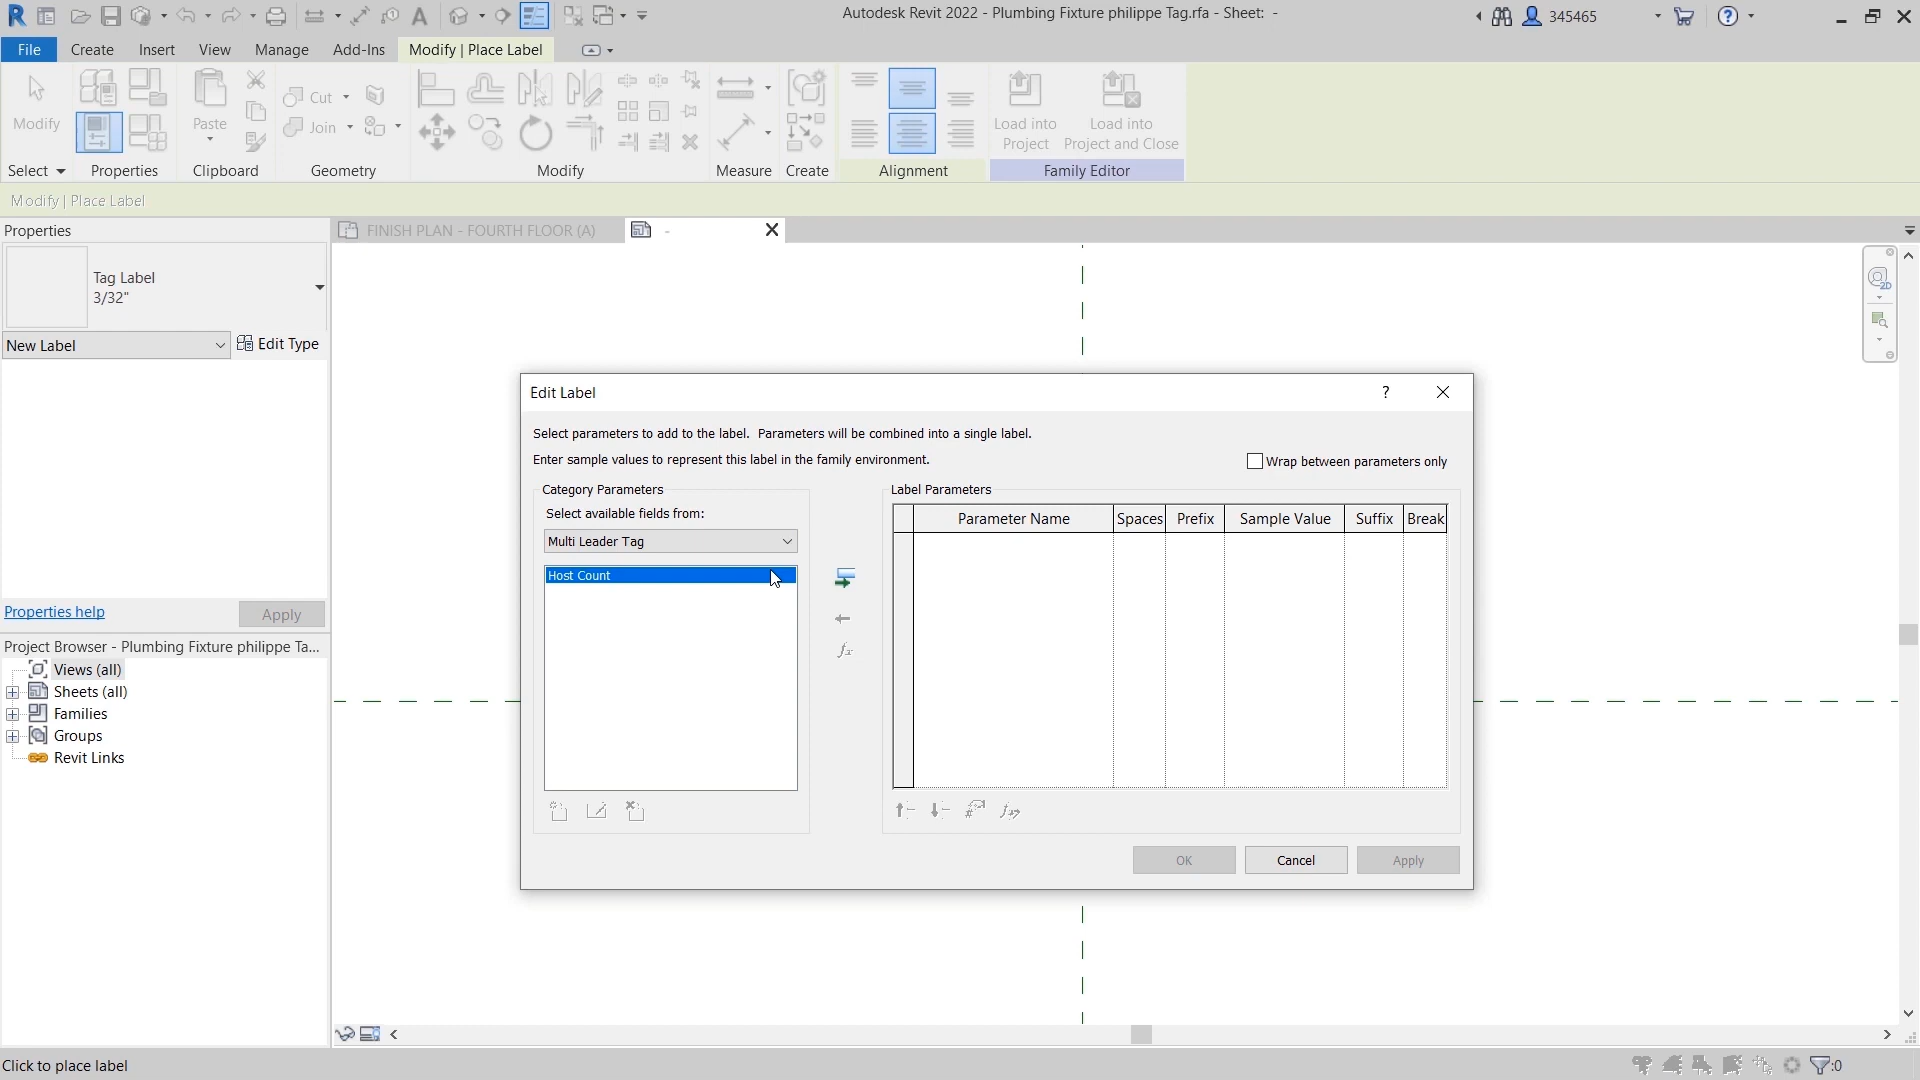 Autodesk Revit 2022 - Plumbing Fixture philippe Tag.rfa - Sheet: -
345465
File
Create
Insert
View
Manage
Add-Ins
Modify | Place Label
Modify
Paste
Cut
Join
Load into
Project
Load into
Project and Close
Select
Properties
Clipboard
Geometry
Modify
Measure
Create
Alignment
Family Editor
Modify | Place Label
Properties
FINISH PLAN - FOURTH FLOOR (A)
-
Tag Label
3/32"
New Label
Edit Type
2D
Edit Label
?
Select parameters to add to the label. Parameters will be combined into a single label.
Enter sample values to represent this label in the family environment.
Wrap between parameters only
Category Parameters
Select available fields from:
Multi Leader Tag
Host Count
Label Parameters
Parameter Name
Spaces
Prefix
Sample Value
Suffix
Break
fx
OK
Cancel
Apply
Properties help
Apply
Project Browser - Plumbing Fixture philippe Ta...
Views (all)
Sheets (all)
Families
Groups
Revit Links
Click to place label
:0